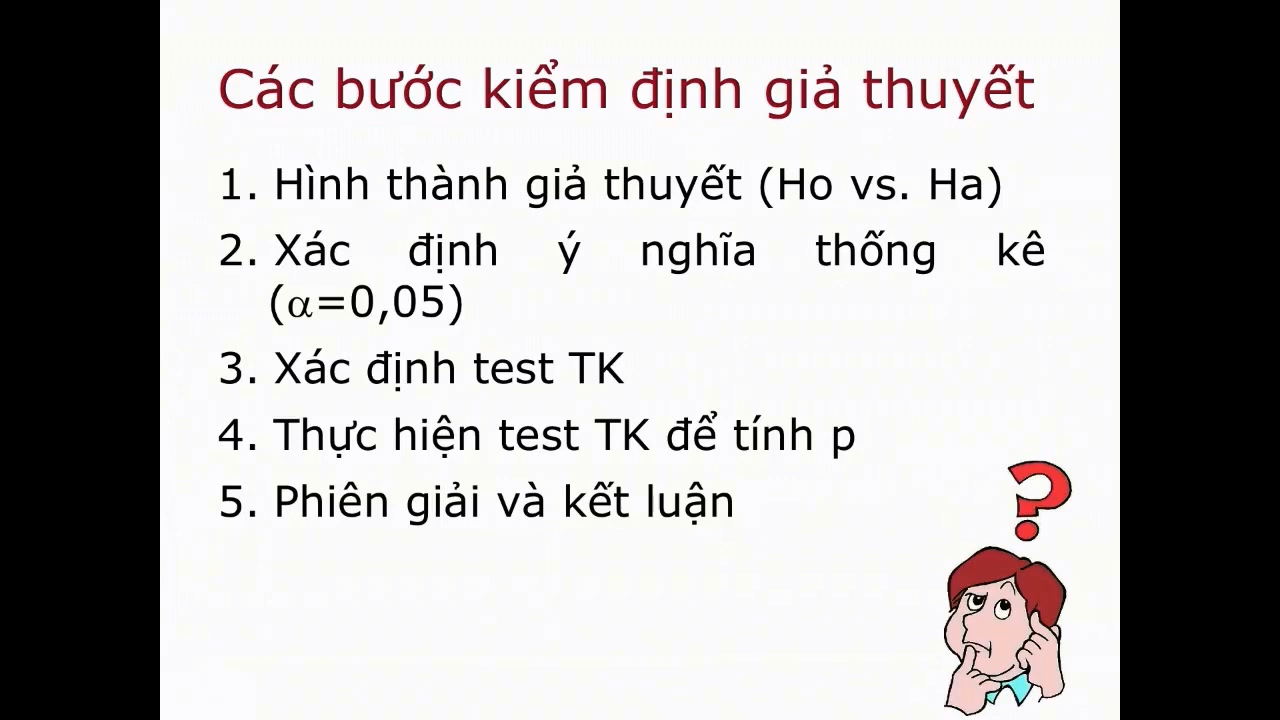 Các bước kiểm định giả thuyết
1. Hình thành giả thuyết (Ho vs. Ha)
2. Xác định ý nghĩa thống kê
(α=0,05)
3. Xác định test TK
4. Thực hiện test TK để tính p
5. Phiên giải và kết luận
?